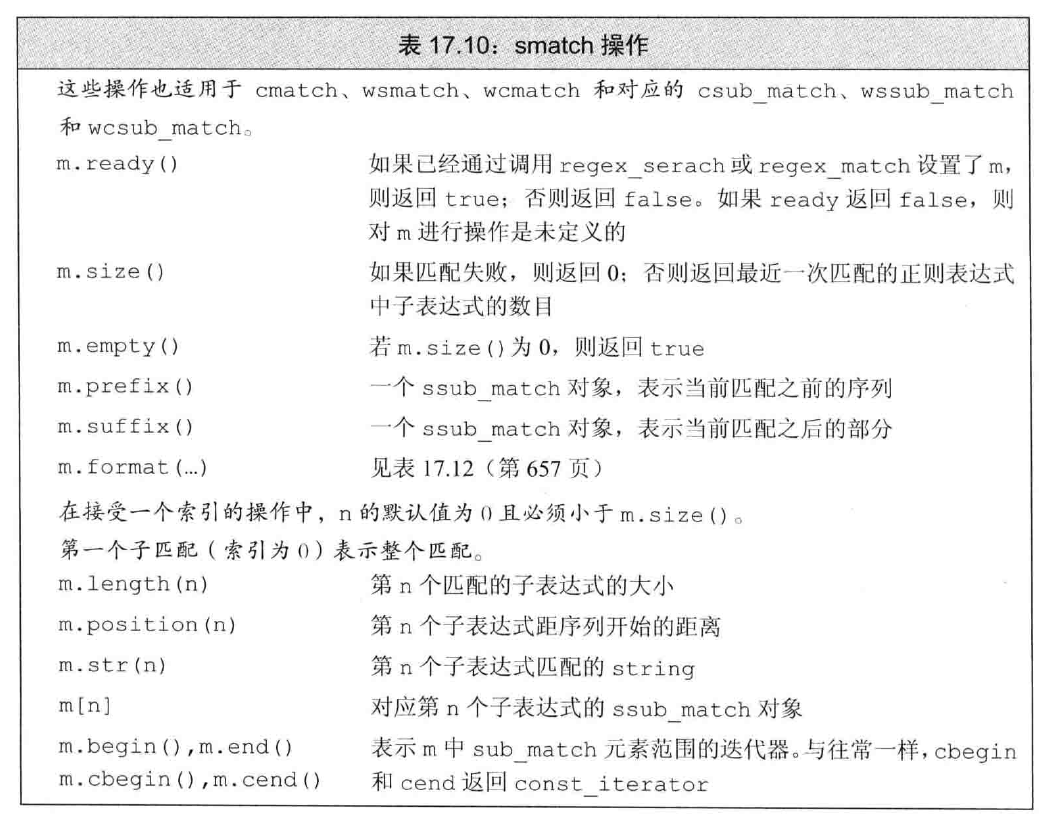 表 17.10：smatch 操作
这些操作也适用于 cmatch、wsmatch、wcmatch 和对应的 csub_match、wssub_match
和 wcsub_match。
m.ready() 如果已经通过调用 regex_serach 或 regex_match 设置了 m，
则返回 true；否则返回 false。如果 ready 返回 false，则
对 m 进行操作是未定义的
m.size() 如果匹配失败，则返回 0；否则返回最近一次匹配的正则表达式
中子表达式的数目
m.empty() 若 m.size() 为 0，则返回 true
m.prefix() 一个 ssub_match 对象，表示当前匹配之前的序列
m.suffix() 一个 ssub_match 对象，表示当前匹配之后的部分
m.format(…) 见表 17.12（第 657 页）
在接受一个索引的操作中，n 的默认值为 0 且必须小于 m.size()。
第一个子匹配（索引为 0）表示整个匹配。
m.length(n) 第 n 个匹配的子表达式的大小
m.position(n) 第 n 个子表达式距序列开始的距离
m.str(n) 第 n 个子表达式匹配的 string
m[n] 对应第 n 个子表达式的 ssub_match 对象
m.begin(),m.end() 表示 m 中 sub_match 元素范围的迭代器。与往常一样，cbegin
m.cbegin(),m.cend() 和 cend 返回 const_iterator